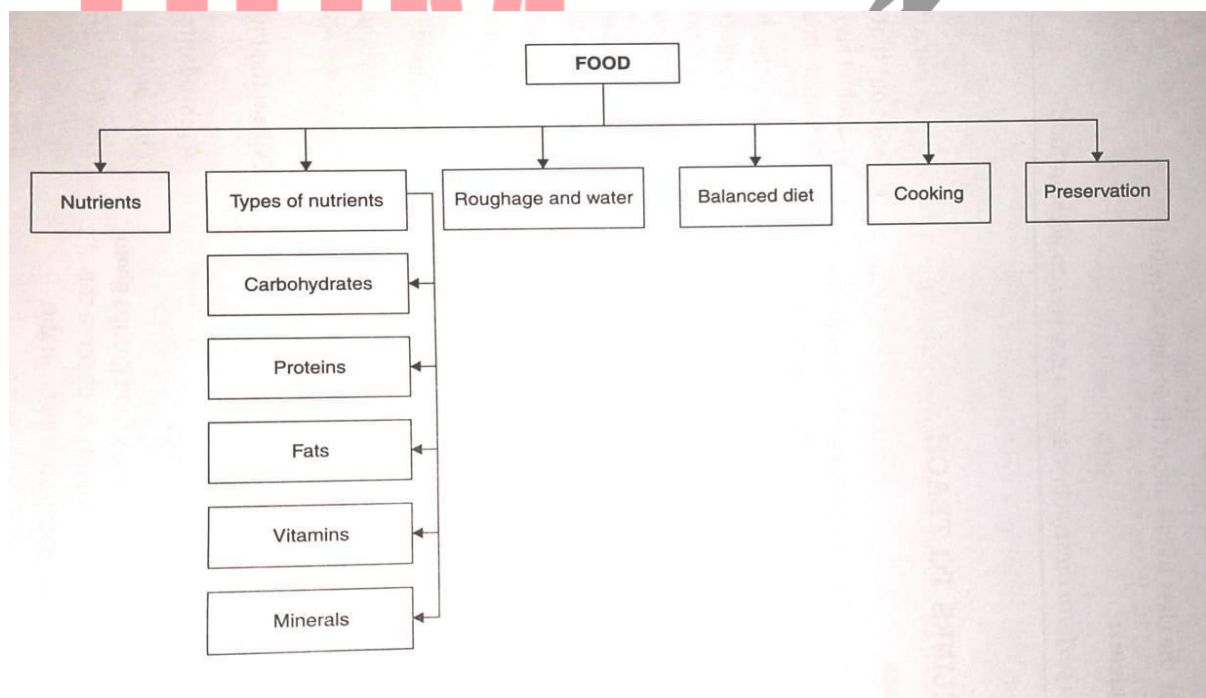 FOOD
Nutrients
Types of nutrients
Roughage and water
Balanced diet
Cooking
Preservation
Carbohydrates
Proteins
Fats
Vitamins
Minerals